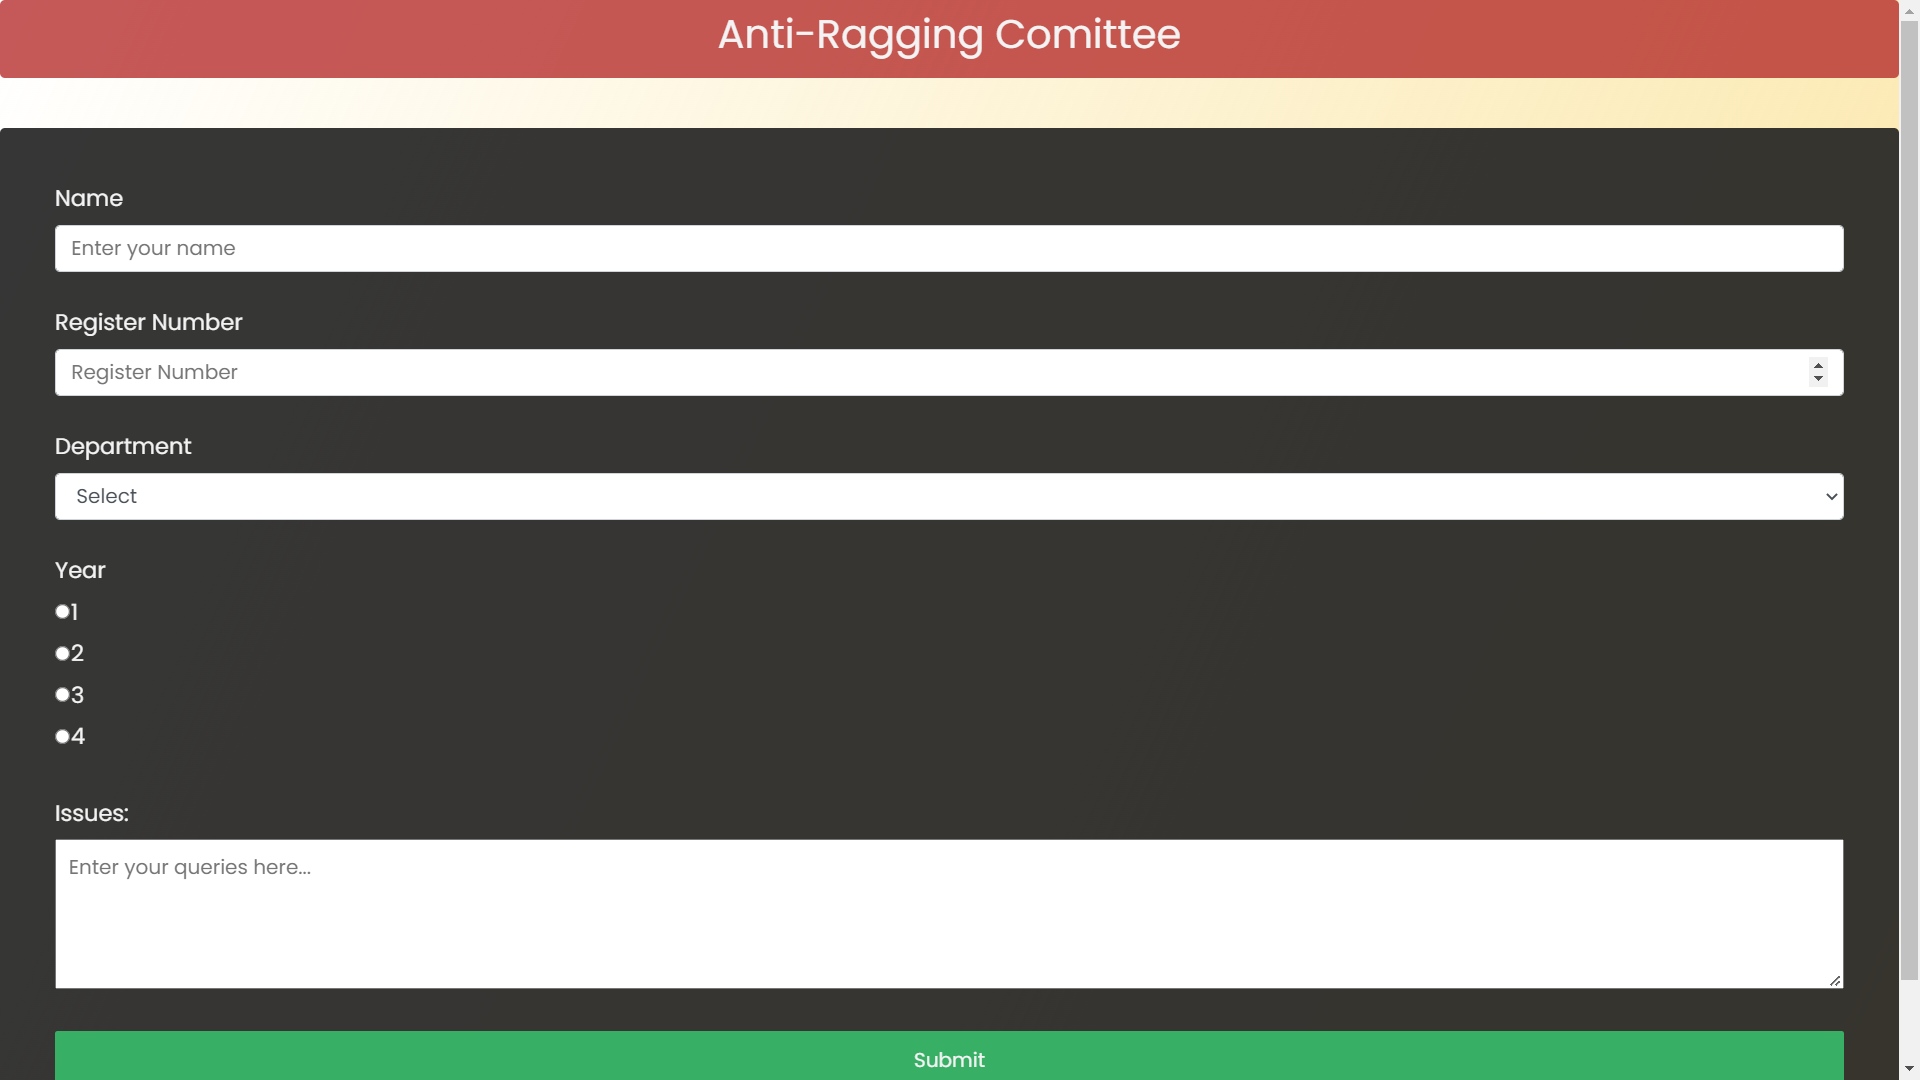 Anti-Ragging Comittee
Name
Enter your name
Register Number
Register Number
Department
Select
Year
1
2
3
4
Issues:
Enter your queries here...
Submit